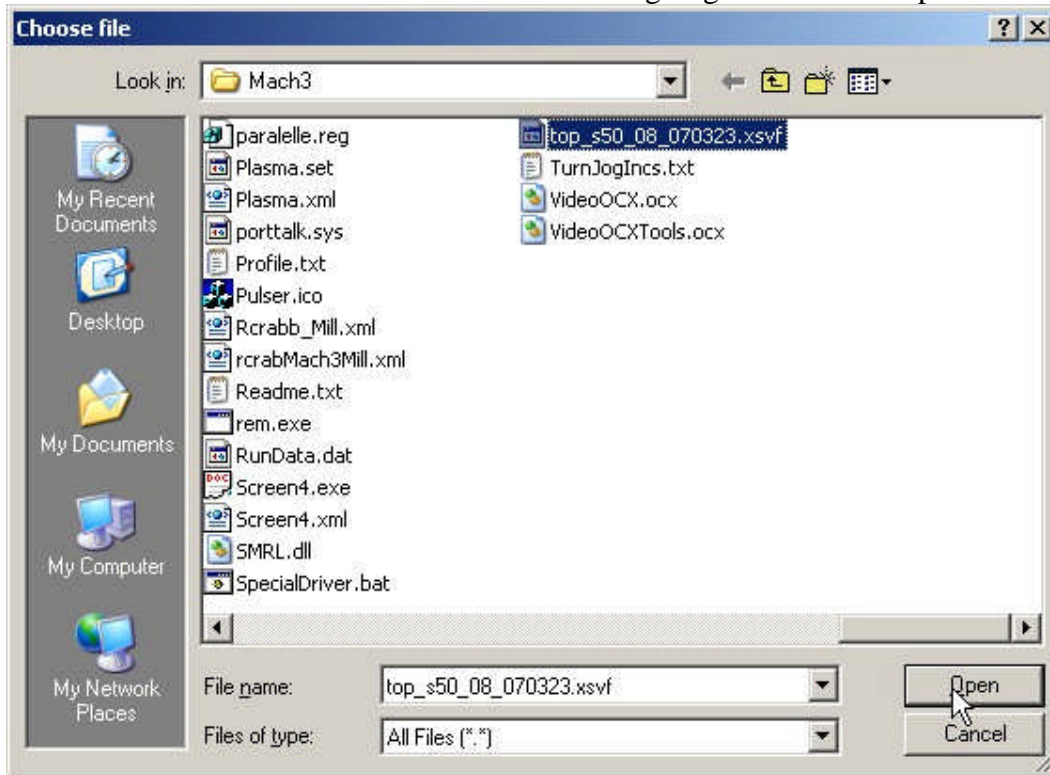 Choose file
Look in:
Mach3
My Recent
Documents
Desktop
My Documents
My Computer
My Network
Places
paralelle.reg
Plasma.set
Plasma.xml
porttalk.sys
Profile.txt
Pulser.ico
Rcrabb_Mill.xml
rcrabMach3Mill.xml
Readme.txt
rem.exe
RunData.dat
Screen4.exe
Screen4.xml
SMRL.dll
SpecialDriver.bat
top_s50_08_070323.xsvf
TurnJogIncs.txt
VideoOCX.ocx
VideoOCXTools.ocx
File name:
top_s50_08_070323.xsvf
Open
Files of type:
All Files (*.*)
Cancel